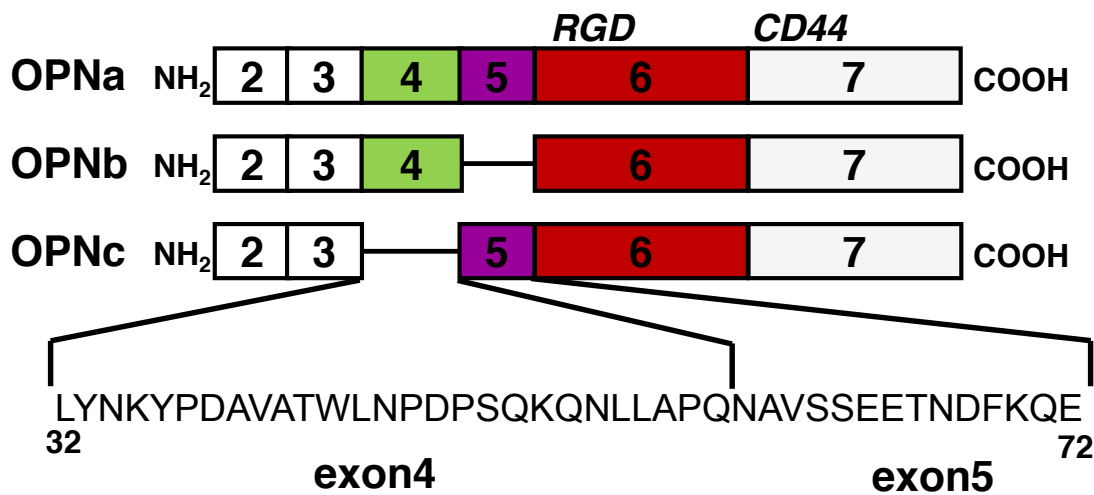 RGD CD44
OPNa NH2 2 3 4 5 6 7 COOH
OPNb NH2 2 3 4 6 7 COOH
OPNc NH2 2 3 5 6 7 COOH
LYNKYPDAVATWLNPDPSQKQNLLAPQNAVSSEETNDFKQE
32 72
exon4 exon5